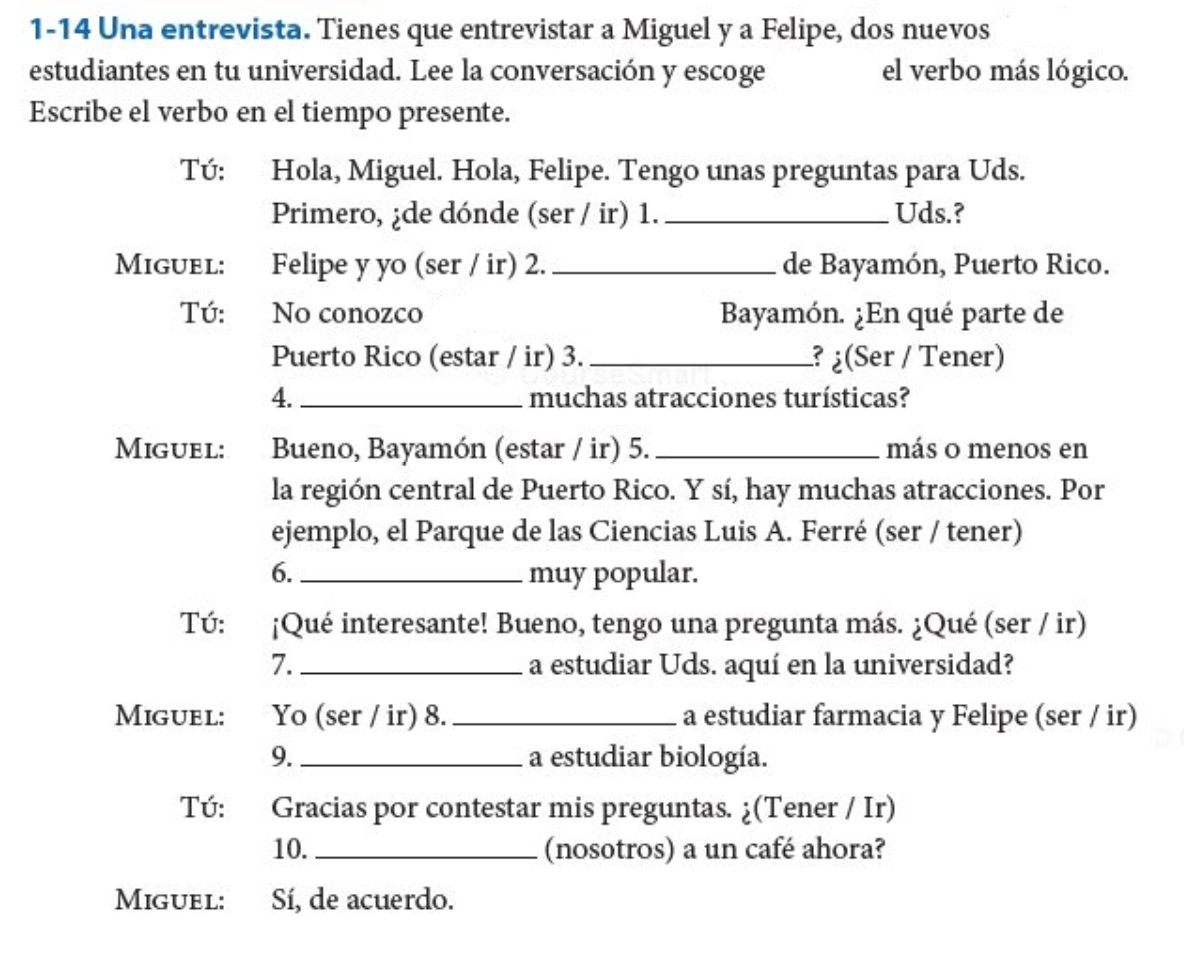 1-14 Una entrevista. Tienes que entrevistar a Miguel y a Felipe, dos nuevos
estudiantes en tu universidad. Lee la conversación y escoge el verbo más lógico.
Escribe el verbo en el tiempo presente.
Tú: Hola, Miguel. Hola, Felipe. Tengo unas preguntas para Uds.
Primero, ¿de dónde (ser / ir) 1. ______________ Uds.?
Miguel: Felipe y yo (ser / ir) 2. ______________ de Bayamón, Puerto Rico.
Tú: No conozco Bayamón. ¿En qué parte de
Puerto Rico (estar / ir) 3. ______________? ¿(Ser / Tener)
4. ______________ muchas atracciones turísticas?
Miguel: Bueno, Bayamón (estar / ir) 5. ______________ más o menos en
la región central de Puerto Rico. Y sí, hay muchas atracciones. Por
ejemplo, el Parque de las Ciencias Luis A. Ferré (ser / tener)
6. ______________ muy popular.
Tú: ¡Qué interesante! Bueno, tengo una pregunta más. ¿Qué (ser / ir)
7. ______________ a estudiar Uds. aquí en la universidad?
Miguel: Yo (ser / ir) 8. ______________ a estudiar farmacia y Felipe (ser / ir)
9. ______________ a estudiar biología.
Tú: Gracias por contestar mis preguntas. ¿(Tener / Ir)
10. ______________ (nosotros) a un café ahora?
Miguel: Sí, de acuerdo.